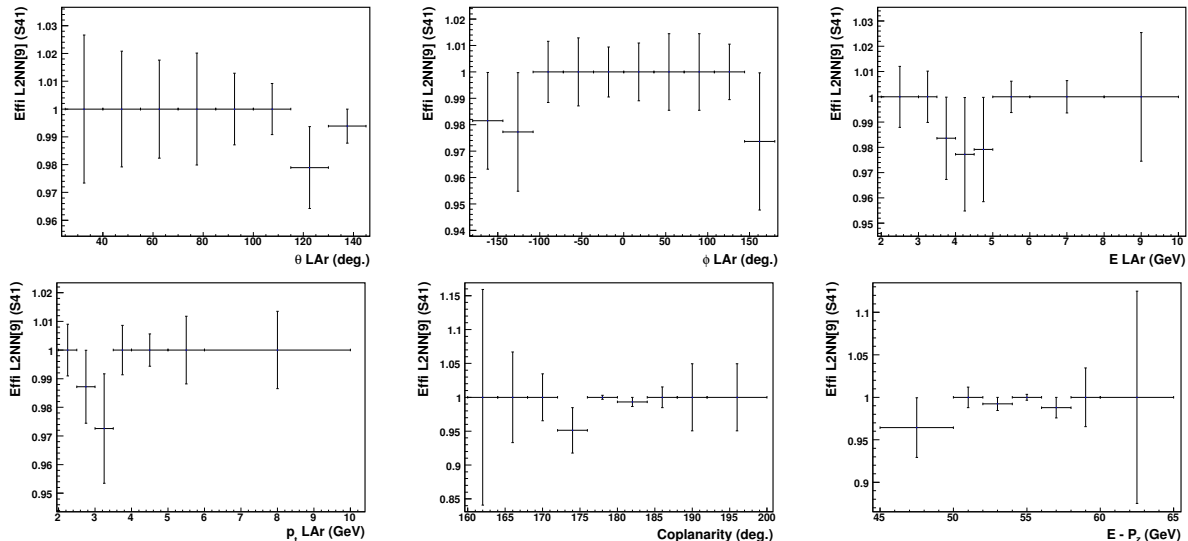 Effi L2NN[9] (S41)
1.03
1.02
1.01
1
0.99
0.98
0.97
0.96
40 60 80 100 120 140
θ LAr (deg.)
Effi L2NN[9] (S41)
1.02
1.01
1
0.99
0.98
0.97
0.96
0.95
0.94
-150 -100 -50 0 50 100 150
ϕ LAr (deg.)
Effi L2NN[9] (S41)
1.03
1.02
1.01
1
0.99
0.98
0.97
0.96
0.95
2 3 4 5 6 7 8 9 10
E LAr (GeV)
Effi L2NN[9] (S41)
1.02
1.01
1
0.99
0.98
0.97
0.96
0.95
2 3 4 5 6 7 8 9 10
pt LAr (GeV)
Effi L2NN[9] (S41)
1.15
1.1
1.05
1
0.95
0.9
0.85
160 165 170 175 180 185 190 195 200
Coplanarity (deg.)
Effi L2NN[9] (S41)
1.1
1.05
1
0.95
0.9
45 50 55 60 65
E - Pz (GeV)